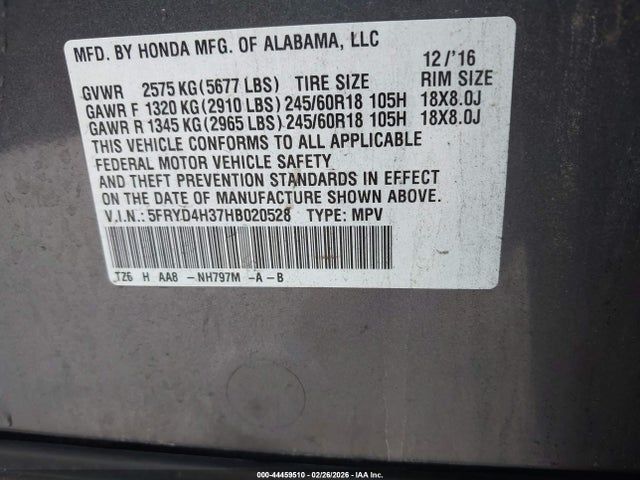 MFD. BY HONDA MFG. OF ALABAMA, LLC
12/'16
GVWR 2575 KG(5677 LBS) TIRE SIZE RIM SIZE
GAWR F 1320 KG(2910 LBS) 245/60R18 105H 18X8.0J
GAWR R 1345 KG(2965 LBS) 245/60R18 105H 18X8.0J
THIS VEHICLE CONFORMS TO ALL APPLICABLE
FEDERAL MOTOR VEHICLE SAFETY
AND THEFT PREVENTION STANDARDS IN EFFECT
ON THE DATE OF MANUFACTURE SHOWN ABOVE.
V.I.N.: 5FRYD4H37HB020528 TYPE: MPV
TZ6 H AA8 -NH797M -A-B
000-44459510 - 02/26/2026 - IAA Inc.